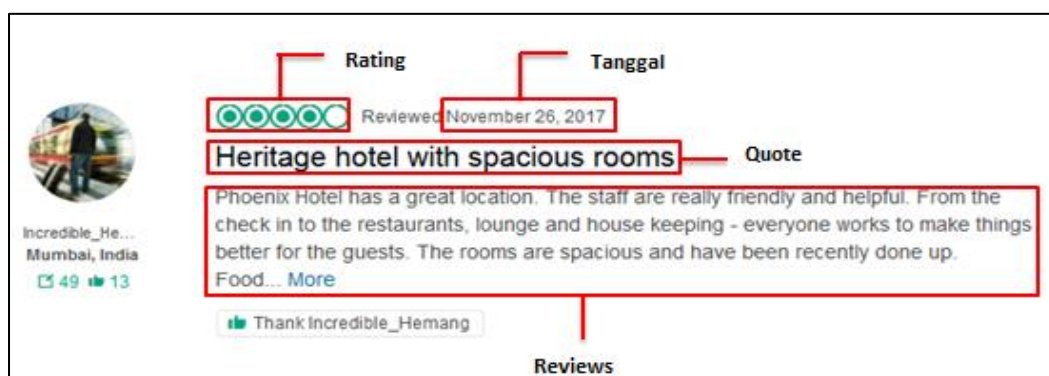 Rating
Tanggal
Reviewed November 26, 2017
Heritage hotel with spacious rooms
Quote
Phoenix Hotel has a great location. The staff are really friendly and helpful. From the
check in to the restaurants, lounge and house keeping - everyone works to make things
better for the guests. The rooms are spacious and have been recently done up.
Food... More
Incredible_He...
Mumbai, India
49 13
Thank Incredible_Hemang
Reviews